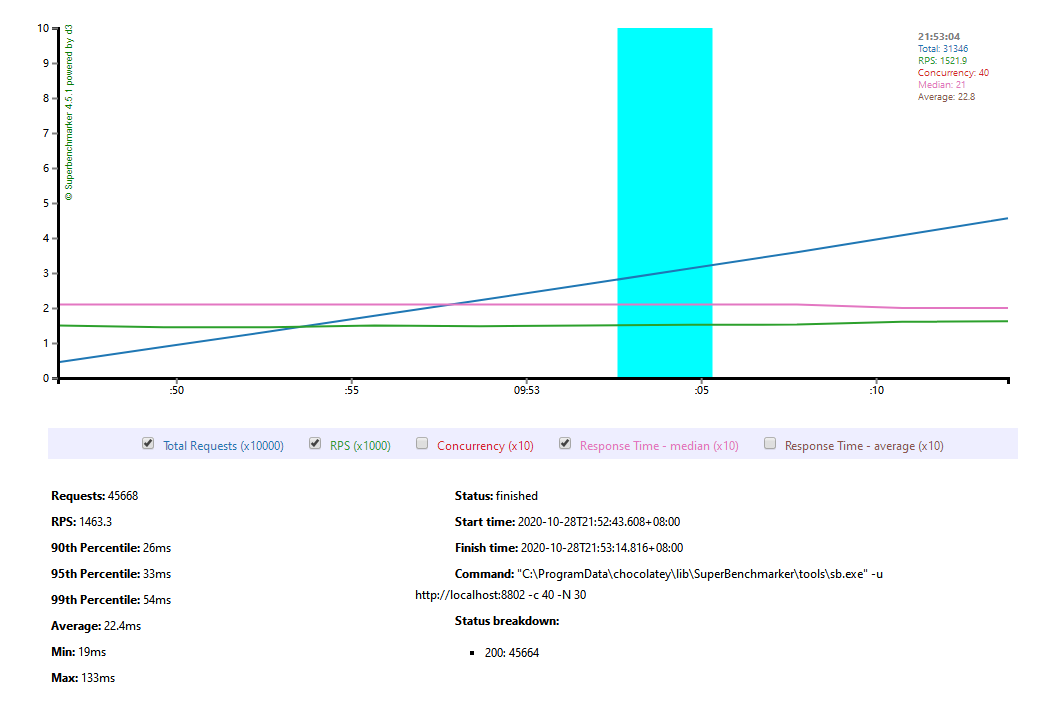 10
9
8
7
6
5
4
3
2
1
0
© Superbenchmarker 4.5.1 powered by d3
21:53:04
Total: 31346
RPS: 1521.9
Concurrency: 40
Median: 21
Average: 22.8
:50 :55 09:53 :05 :10
Total Requests (x10000) RPS (x1000) Concurrency (x10) Response Time - median (x10) Response Time - average (x10)
Requests: 45668
RPS: 1463.3
90th Percentile: 26ms
95th Percentile: 33ms
99th Percentile: 54ms
Average: 22.4ms
Min: 19ms
Max: 133ms
Status: finished
Start time: 2020-10-28T21:52:43.608+08:00
Finish time: 2020-10-28T21:53:14.816+08:00
Command: "C:\ProgramData\chocolatey\lib\SuperBenchmarker\tools\sb.exe" -u
http://localhost:8802 -c 40 -N 30
Status breakdown:
200: 45664